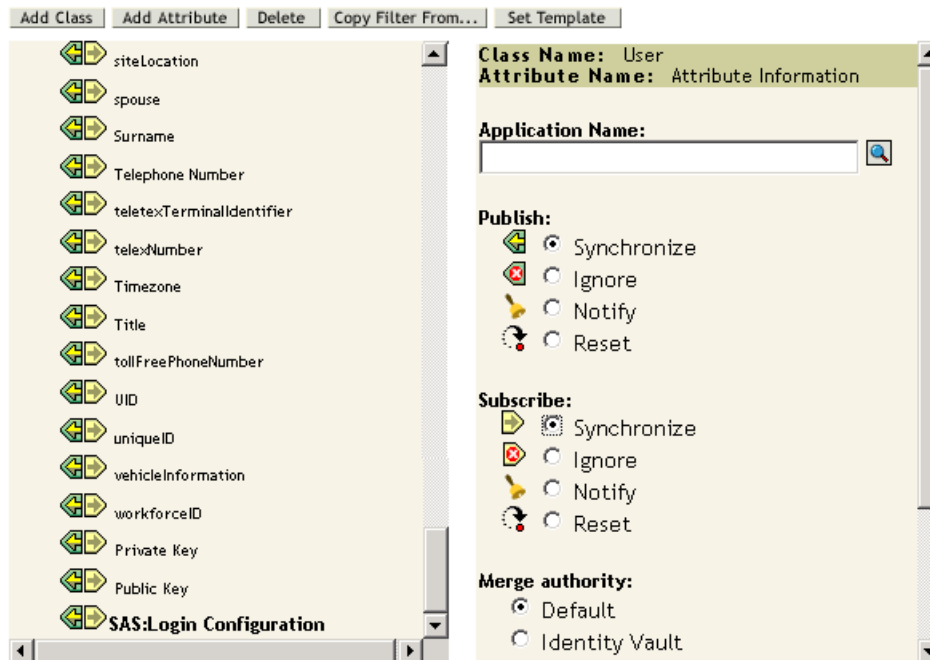 Add Class Add Attribute Delete Copy Filter From... Set Template
siteLocation
spouse
Surname
Telephone Number
teletexTerminalIdentifier
telexNumber
Timezone
Title
tollFreePhoneNumber
UID
uniqueID
vehicleInformation
workforceID
Private Key
Public Key
SAS:Login Configuration
Class Name: User
Attribute Name: Attribute Information
Application Name:
Publish:
Synchronize
Ignore
Notify
Reset
Subscribe:
Synchronize
Ignore
Notify
Reset
Merge authority:
Default
Identity Vault